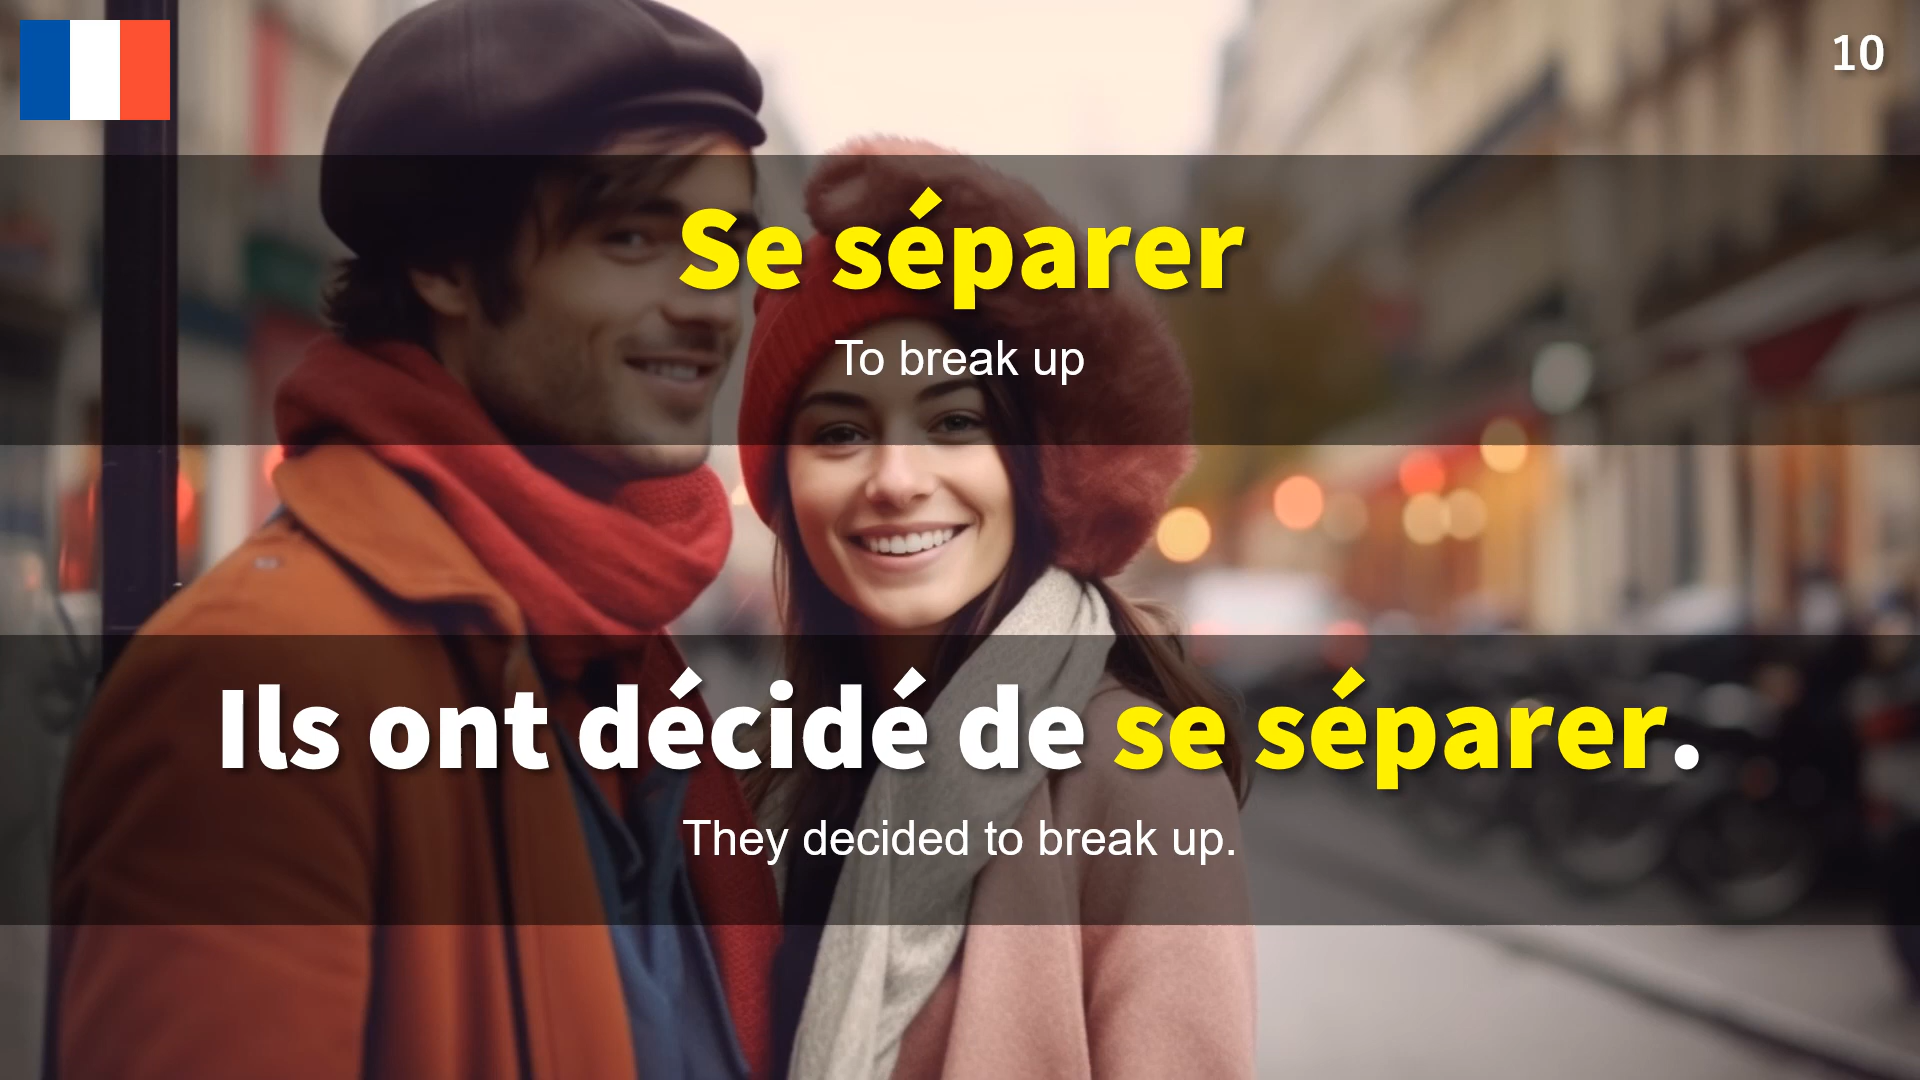 10
Se séparer
To break up
Ils ont décidé de se séparer.
They decided to break up.